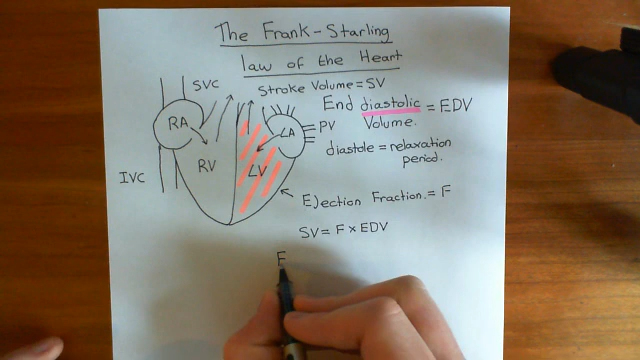 The Frank-Starling
law of the Heart
SVC
Stroke Volume = SV
End diastolic = EDV
Volume.
RA
LA
PV
diastole = relaxation
period.
RV
LV
IVC
Ejection Fraction. = F
SV = F × EDV
F